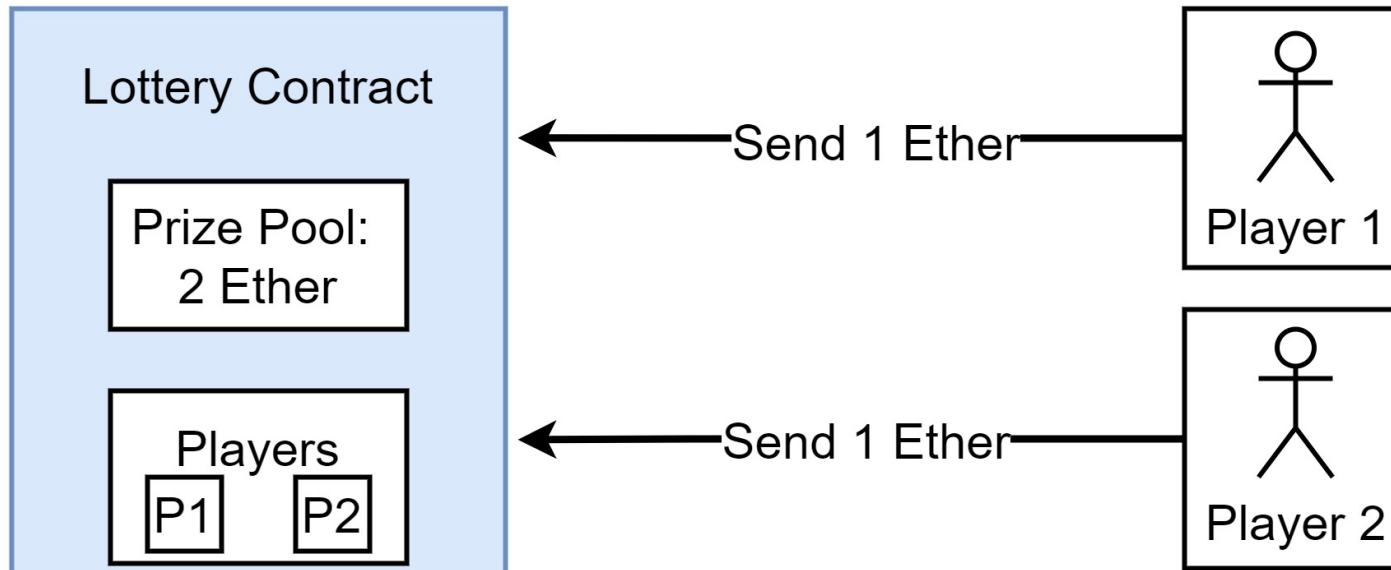 Lottery Contract
Prize Pool:
2 Ether
Players
P1 P2
Send 1 Ether
Send 1 Ether
Player 1
Player 2